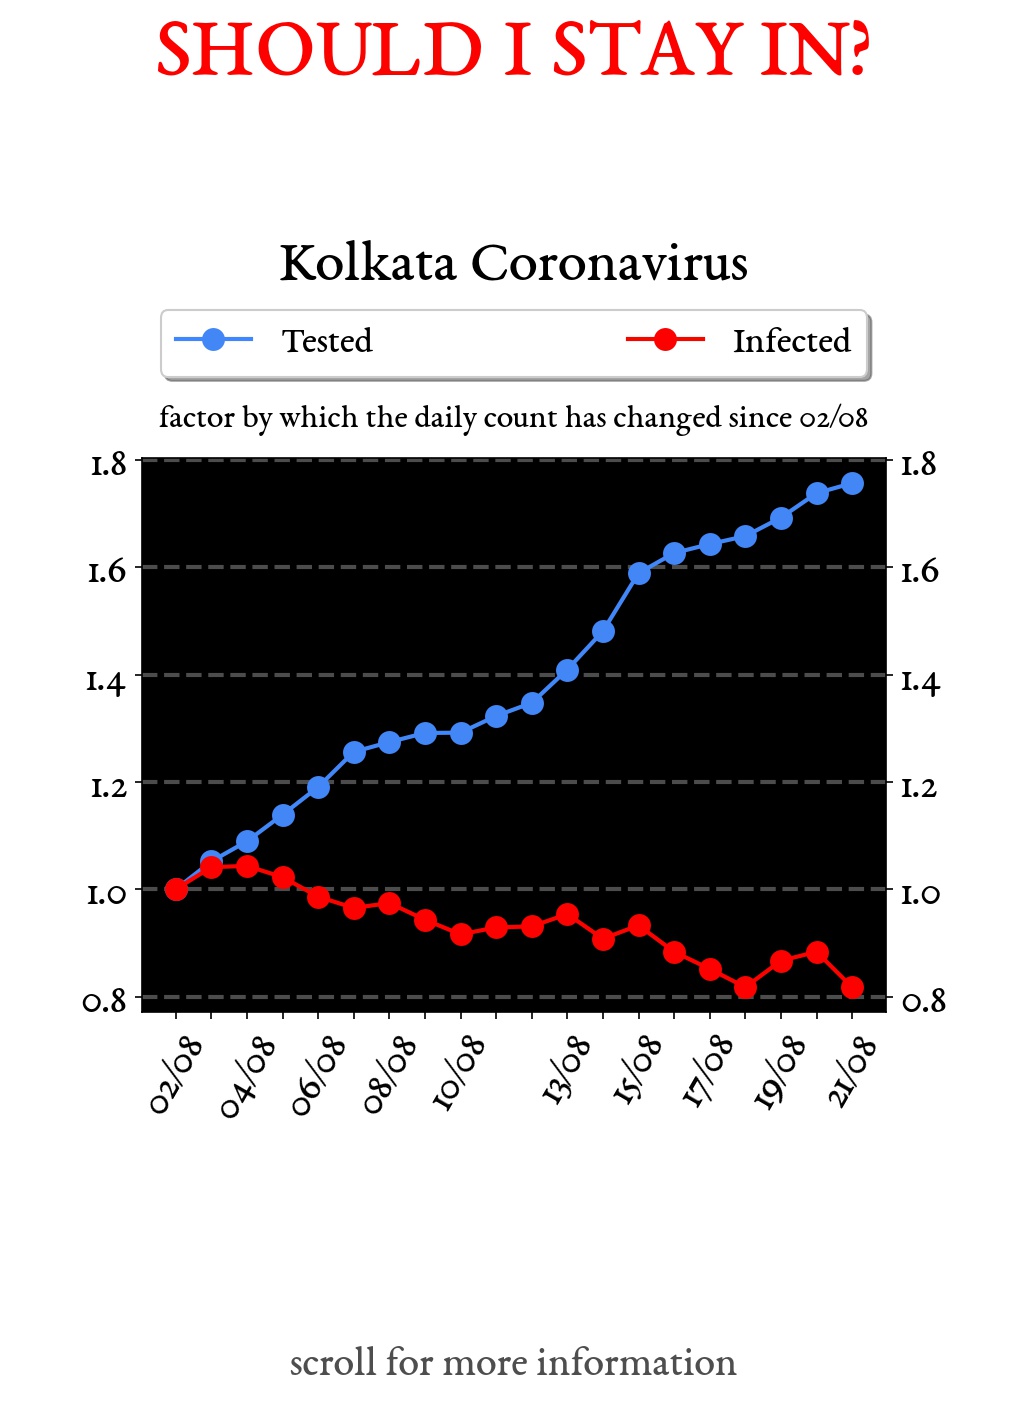 SHOULD I STAY IN?
Kolkata Coronavirus
Tested Infected
factor by which the daily count has changed since 02/08
1.8 1.8
1.6 1.6
1.4 1.4
1.2 1.2
1.0 1.0
0.8 0.8
02/08 04/08 06/08 08/08 10/08 13/08 15/08 17/08 19/08 21/08
scroll for more information